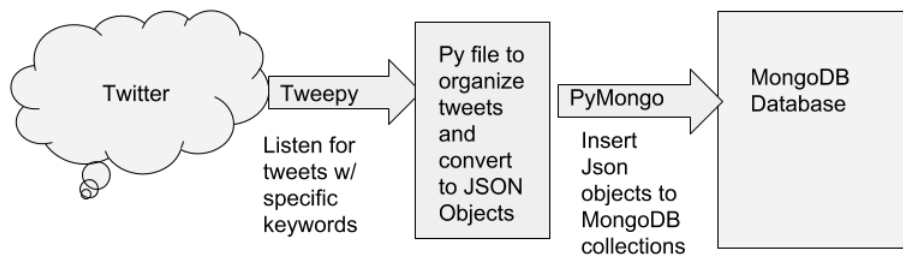 Twitter
Tweepy
Listen for
tweets w/
specific
keywords
Py file to
organize
tweets
and
convert
to JSON
Objects
PyMongo
Insert
Json
objects to
MongoDB
collections
MongoDB
Database